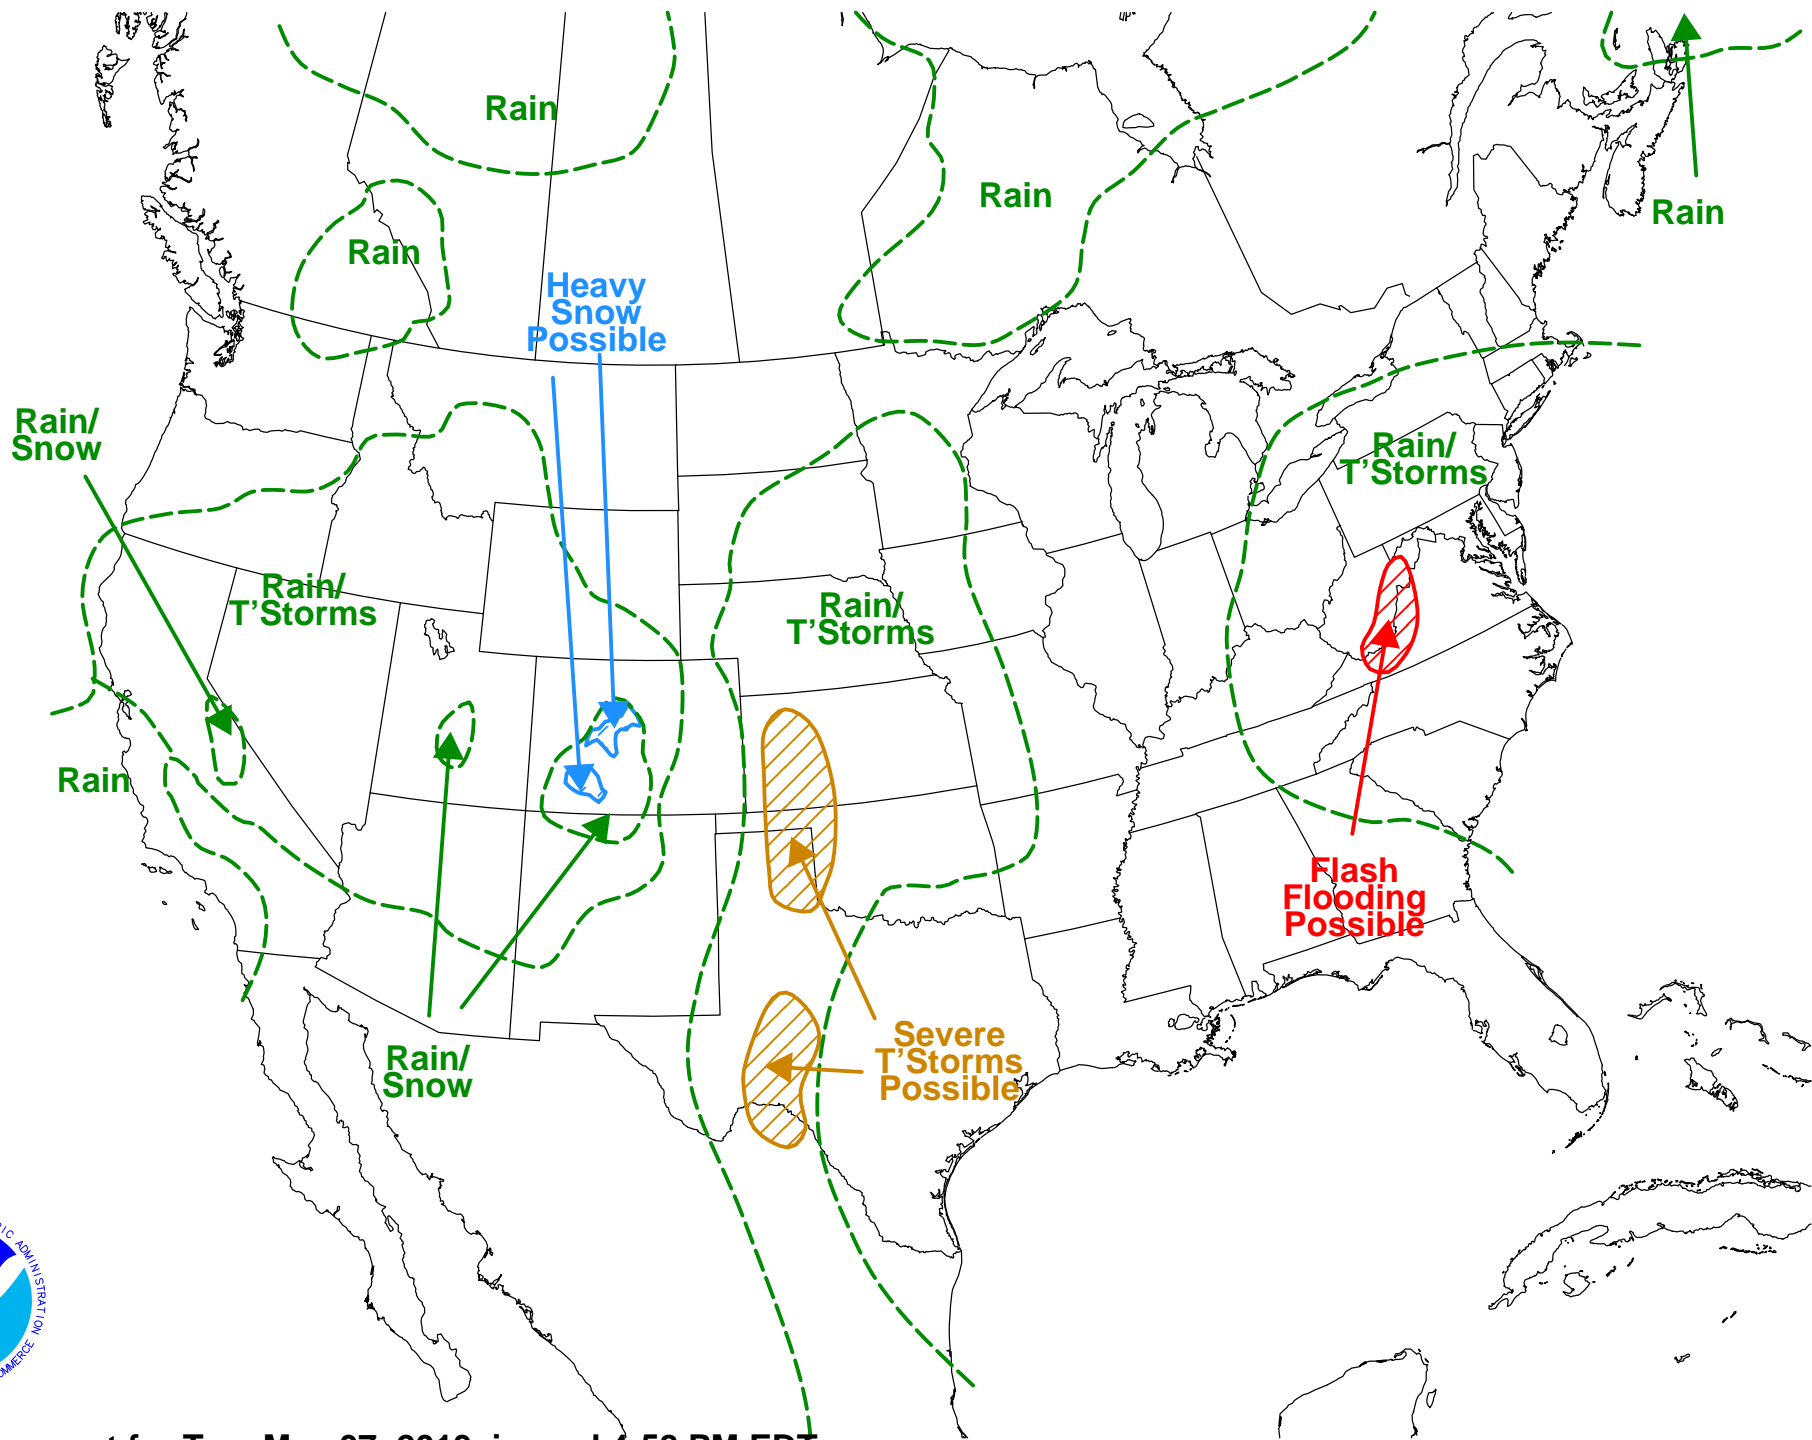 Rain
Rain
Rain
Rain
Heavy
Snow
Possible
Rain/
Snow
Rain/
T'Storms
Rain/
T'Storms
Rain/
T'Storms
Rain
Flash
Flooding
Possible
Severe
T'Storms
Possible
Rain/
Snow
ADMINISTRATION